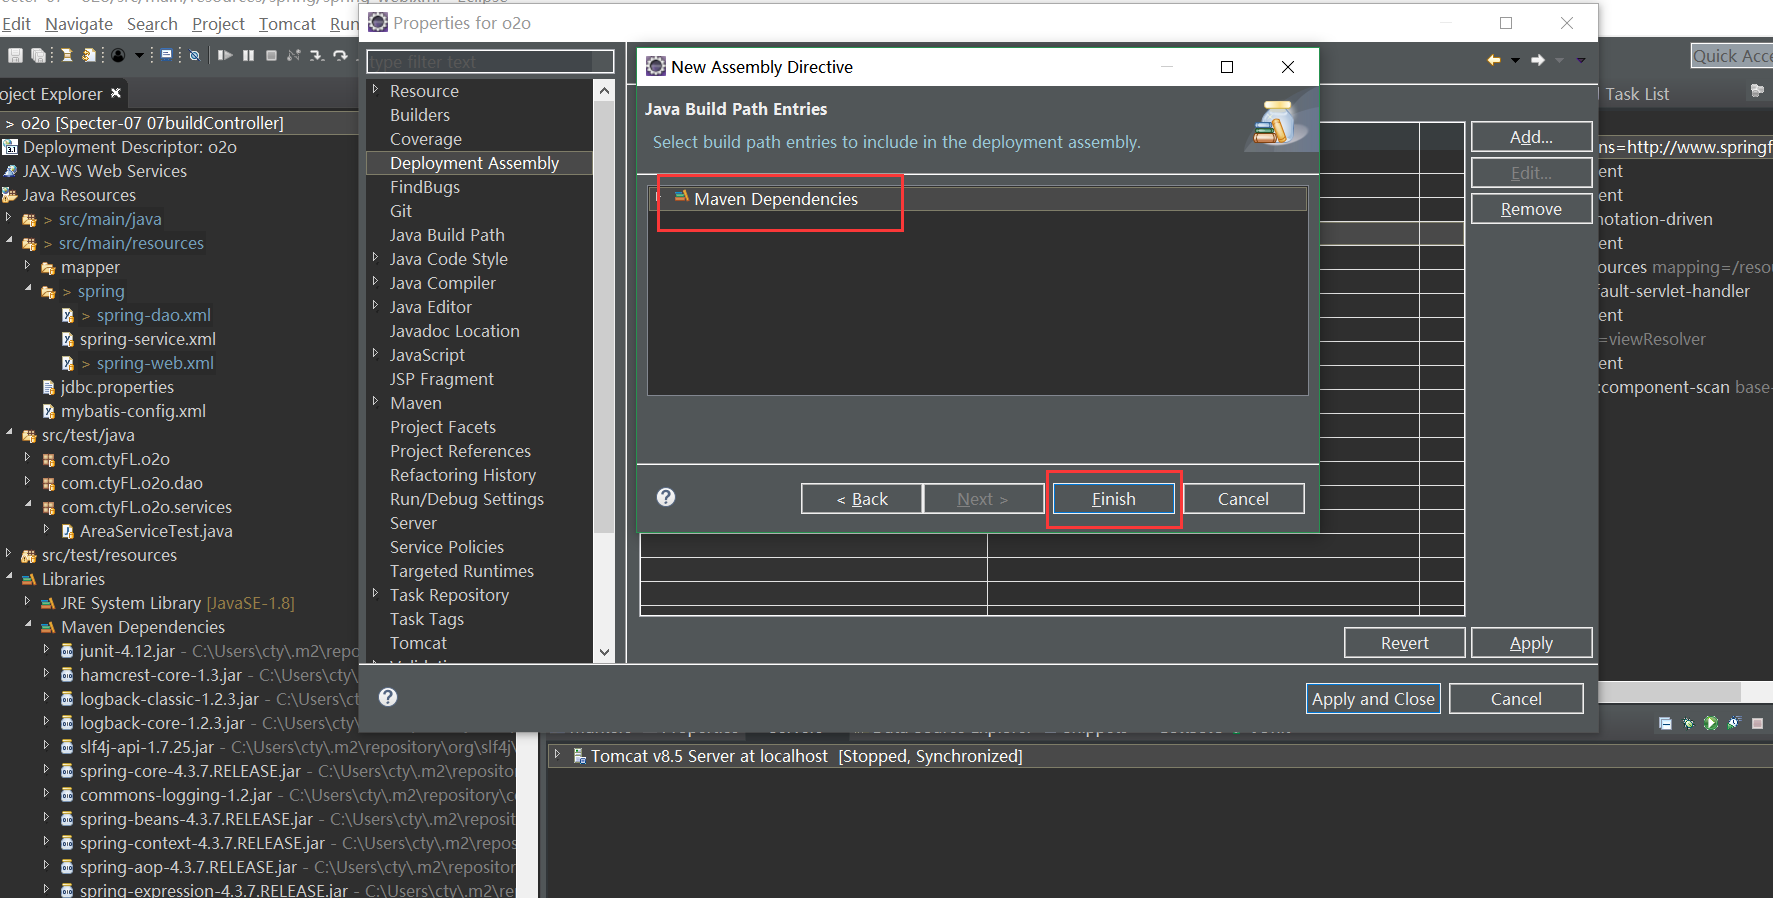 Edit Navigate Search Project Tomcat Run
Properties for o2o
type filter text
Quick Acce
oject Explorer
> o2o [Specter-07 07buildController]
Deployment Descriptor: o2o
JAX-WS Web Services
Java Resources
> src/main/java
> src/main/resources
mapper
> spring
> spring-dao.xml
spring-service.xml
> spring-web.xml
jdbc.properties
mybatis-config.xml
src/test/java
com.ctyFL.o2o
com.ctyFL.o2o.dao
com.ctyFL.o2o.services
AreaServiceTest.java
src/test/resources
Libraries
JRE System Library [JavaSE-1.8]
Maven Dependencies
junit-4.12.jar - C:\Users\cty\.m2\repo
hamcrest-core-1.3.jar - C:\Users\cty\
logback-classic-1.2.3.jar - C:\Users\ct
logback-core-1.2.3.jar - C:\Users\cty\
slf4j-api-1.7.25.jar - C:\Users\cty\.m2\repository\org\slf4j\
spring-core-4.3.7.RELEASE.jar - C:\Users\cty\.m2\reposito
commons-logging-1.2.jar - C:\Users\cty\.m2\repository\c
spring-beans-4.3.7.RELEASE.jar - C:\Users\cty\.m2\reposit
spring-context-4.3.7.RELEASE.jar - C:\Users\cty\.m2\repos
spring-aop-4.3.7.RELEASE.jar - C:\Users\cty\.m2\repositor
spring-expression-4.3.7.RELEASE.jar - C:\Users\cty\.m2\re
Resource
Builders
Coverage
Deployment Assembly
FindBugs
Git
Java Build Path
Java Code Style
Java Compiler
Java Editor
Javadoc Location
JavaScript
JSP Fragment
Maven
Project Facets
Project References
Refactoring History
Run/Debug Settings
Server
Service Policies
Targeted Runtimes
Task Repository
Task Tags
Tomcat
New Assembly Directive
Java Build Path Entries
Select build path entries to include in the deployment assembly.
Maven Dependencies
< Back
Next >
Finish
Cancel
Add...
Edit...
Remove
Revert
Apply
Apply and Close
Cancel
Task List
ns=http://www.springf
ent
ent
notation-driven
ent
ources mapping=/reso
fault-servlet-handler
ent
=viewResolver
ent
:component-scan base-
Tomcat v8.5 Server at localhost [Stopped, Synchronized]